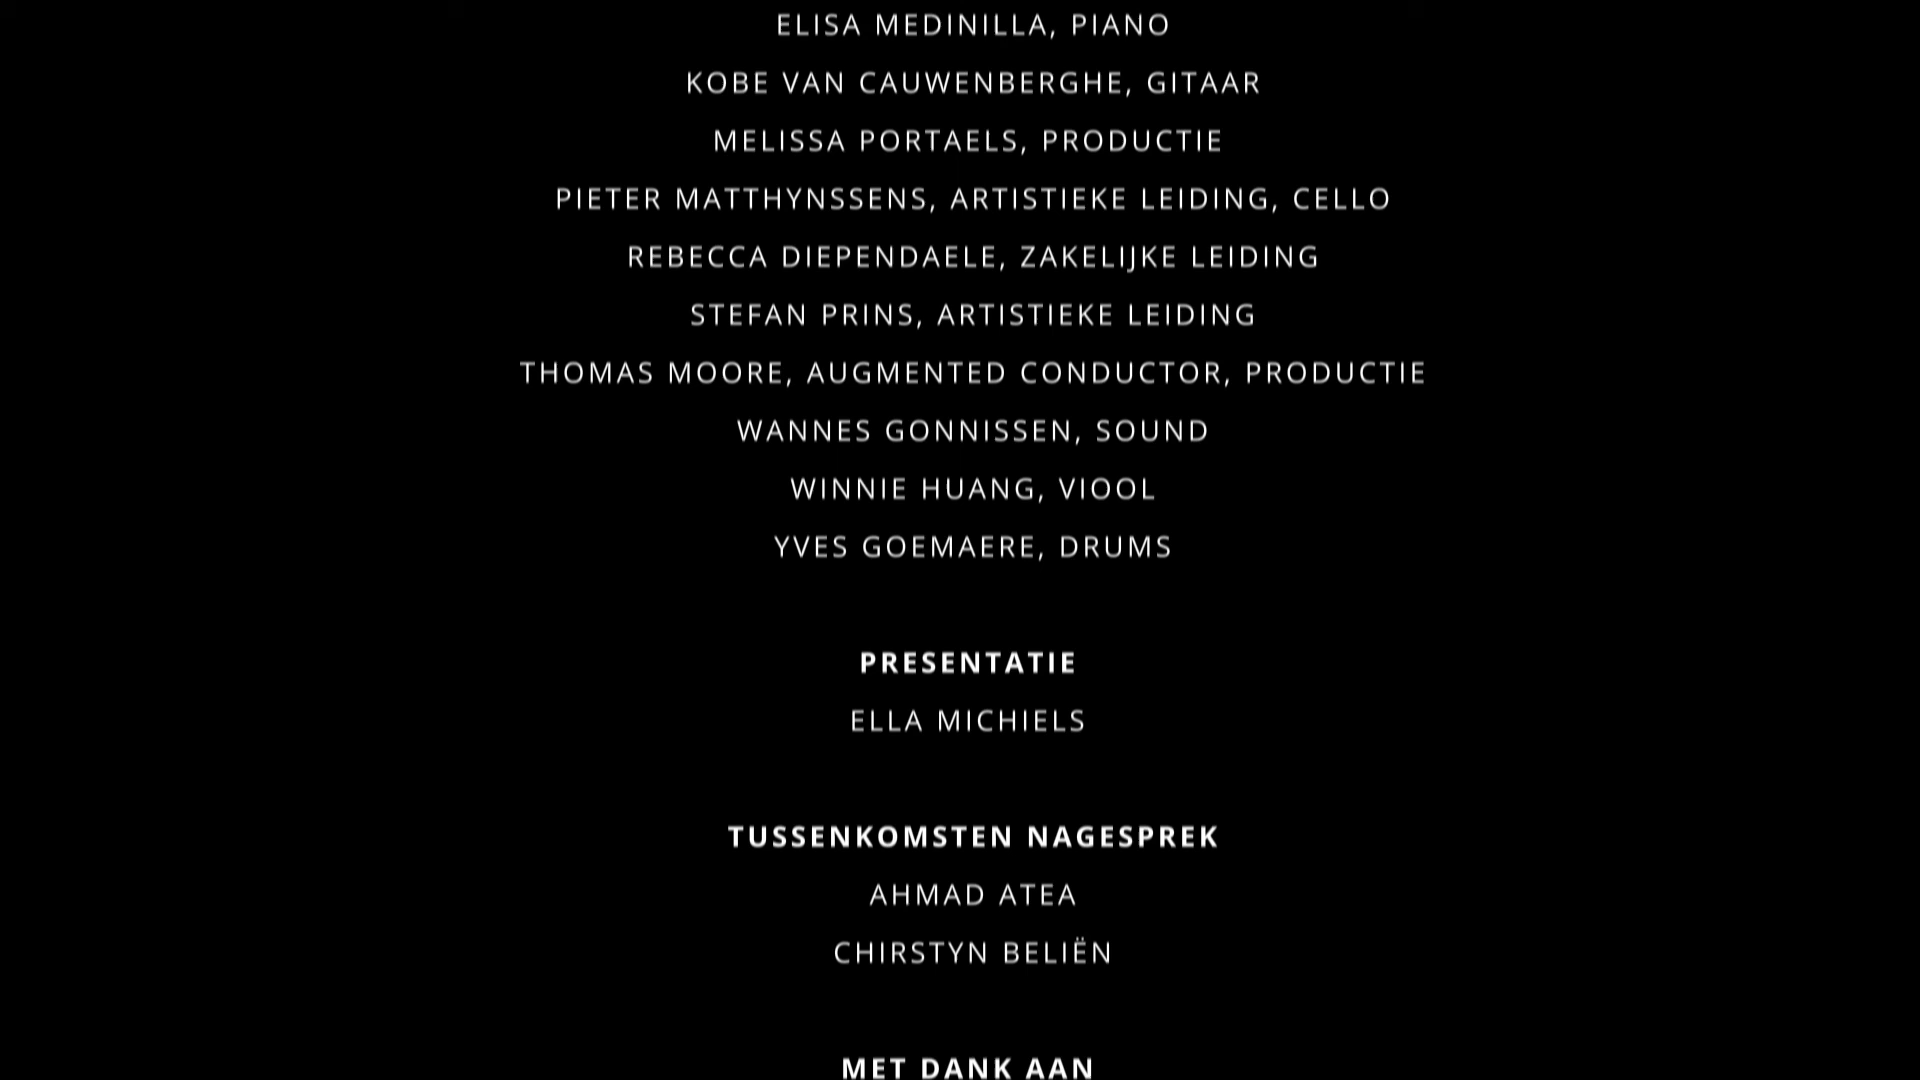 ELISA MEDINILLA, PIANO
KOBE VAN CAUWENBERGHE, GITAAR
MELISSA PORTAELS, PRODUCTIE
PIETER MATTHYNSSENS, ARTISTIEKE LEIDING, CELLO
REBECCA DIEPENDAELE, ZAKELIJKE LEIDING
STEFAN PRINS, ARTISTIEKE LEIDING
THOMAS MOORE, AUGMENTED CONDUCTOR, PRODUCTIE
WANNES GONNISSEN, SOUND
WINNIE HUANG, VIOOL
YVES GOEMAERE, DRUMS
PRESENTATIE
ELLA MICHIELS
TUSSENKOMSTEN NAGESPREK
AHMAD ATEA
CHIRSTYN BELIËN
MET DANK AAN